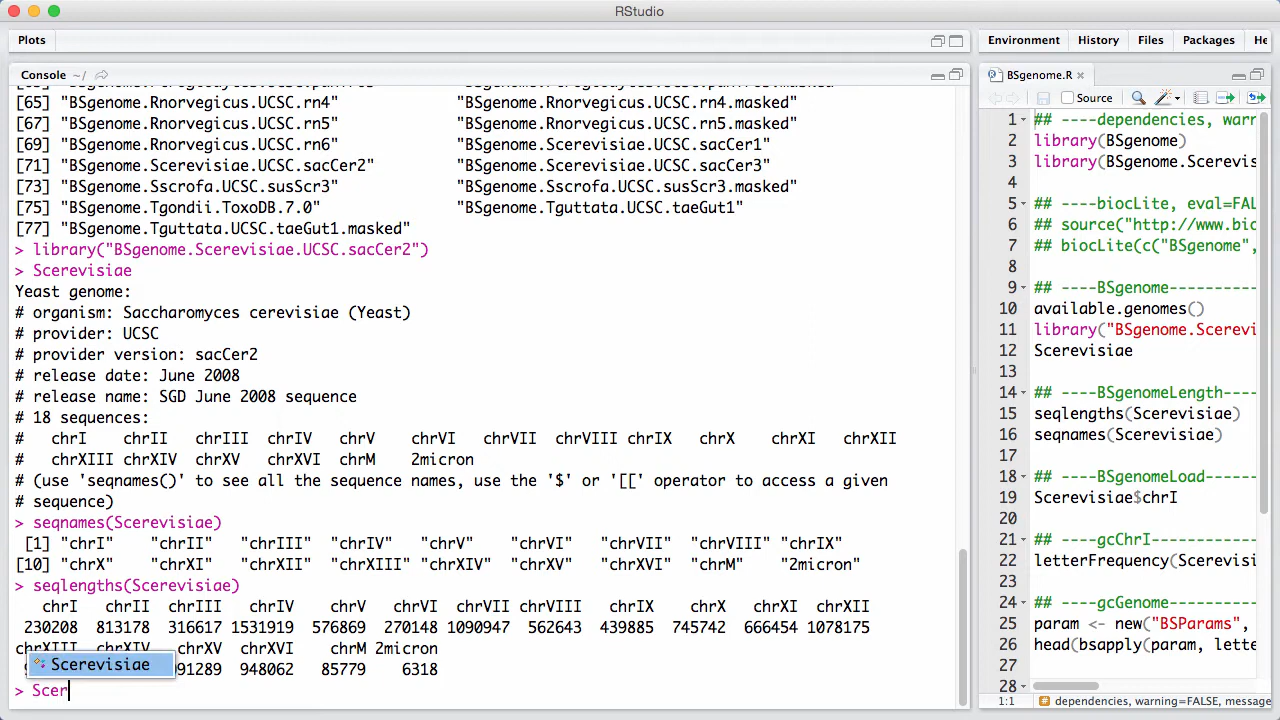 RStudio
Plots
Console ~/
[65] "BSgenome.Rnorvegicus.UCSC.rn4" "BSgenome.Rnorvegicus.UCSC.rn4.masked"
[67] "BSgenome.Rnorvegicus.UCSC.rn5" "BSgenome.Rnorvegicus.UCSC.rn5.masked"
[69] "BSgenome.Rnorvegicus.UCSC.rn6" "BSgenome.Scerevisiae.UCSC.sacCer1"
[71] "BSgenome.Scerevisiae.UCSC.sacCer2" "BSgenome.Scerevisiae.UCSC.sacCer3"
[73] "BSgenome.Sscrofa.UCSC.susScr3" "BSgenome.Sscrofa.UCSC.susScr3.masked"
[75] "BSgenome.Tgondii.ToxoDB.7.0" "BSgenome.Tguttata.UCSC.taeGut1"
[77] "BSgenome.Tguttata.UCSC.taeGut1.masked"
> library("BSgenome.Scerevisiae.UCSC.sacCer2")
> Scerevisiae
Yeast genome:
# organism: Saccharomyces cerevisiae (Yeast)
# provider: UCSC
# provider version: sacCer2
# release date: June 2008
# release name: SGD June 2008 sequence
# 18 sequences:
# chrI chrII chrIII chrIV chrV chrVI chrVII chrVIII chrIX chrX chrXI chrXII
# chrXIII chrXIV chrXV chrXVI chrM 2micron
# (use 'seqnames()' to see all the sequence names, use the '$' or '[[' operator to access a given
# sequence)
> seqnames(Scerevisiae)
[1] "chrI" "chrII" "chrIII" "chrIV" "chrV" "chrVI" "chrVII" "chrVIII" "chrIX"
[10] "chrX" "chrXI" "chrXII" "chrXIII" "chrXIV" "chrXV" "chrXVI" "chrM" "2micron"
> seqlengths(Scerevisiae)
chrI chrII chrIII chrIV chrV chrVI chrVII chrVIII chrIX chrX chrXI chrXII
230208 813178 316617 1531919 576869 270148 1090947 562643 439885 745742 666454 1078175
chrXIII chrXIV chrXV chrXVI chrM 2micron
91289 948062 85779 6318
Scerevisiae
> Scer
Environment History Files Packages He
BSgenome.R
Source
1 ## ----dependencies, warn
2 library(BSgenome)
3 library(BSgenome.Scerevis
4
5 ## ----biocLite, eval=FAL
6 ## source("http://www.bio
7 ## biocLite(c("BSgenome",
8
9 ## ----BSgenome----------
10 available.genomes()
11 library("BSgenome.Scerevi
12 Scerevisiae
13
14 ## ----BSgenomeLength----
15 seqlengths(Scerevisiae)
16 seqnames(Scerevisiae)
17
18 ## ----BSgenomeLoad------
19 Scerevisiae$chrI
20
21 ## ----gcChrI------------
22 letterFrequency(Scerevisi
23
24 ## ----gcGenome----------
25 param <- new("BSParams",
26 head(bsapply(param, lette
27
28
1:1 dependencies, warning=FALSE, message